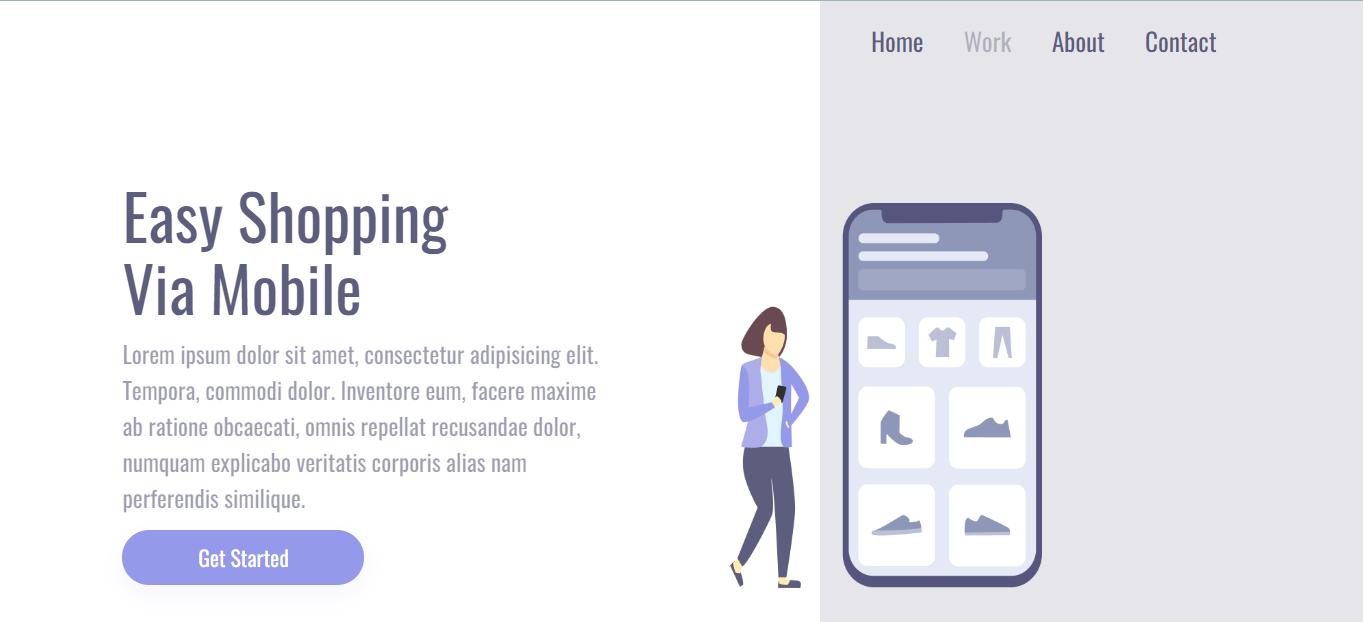 Home Work About Contact
Easy Shopping
Via Mobile
Lorem ipsum dolor sit amet, consectetur adipisicing elit.
Tempora, commodi dolor. Inventore eum, facere maxime
ab ratione obcaecati, omnis repellat recusandae dolor,
numquam explicabo veritatis corporis alias nam
perferendis similique.
Get Started